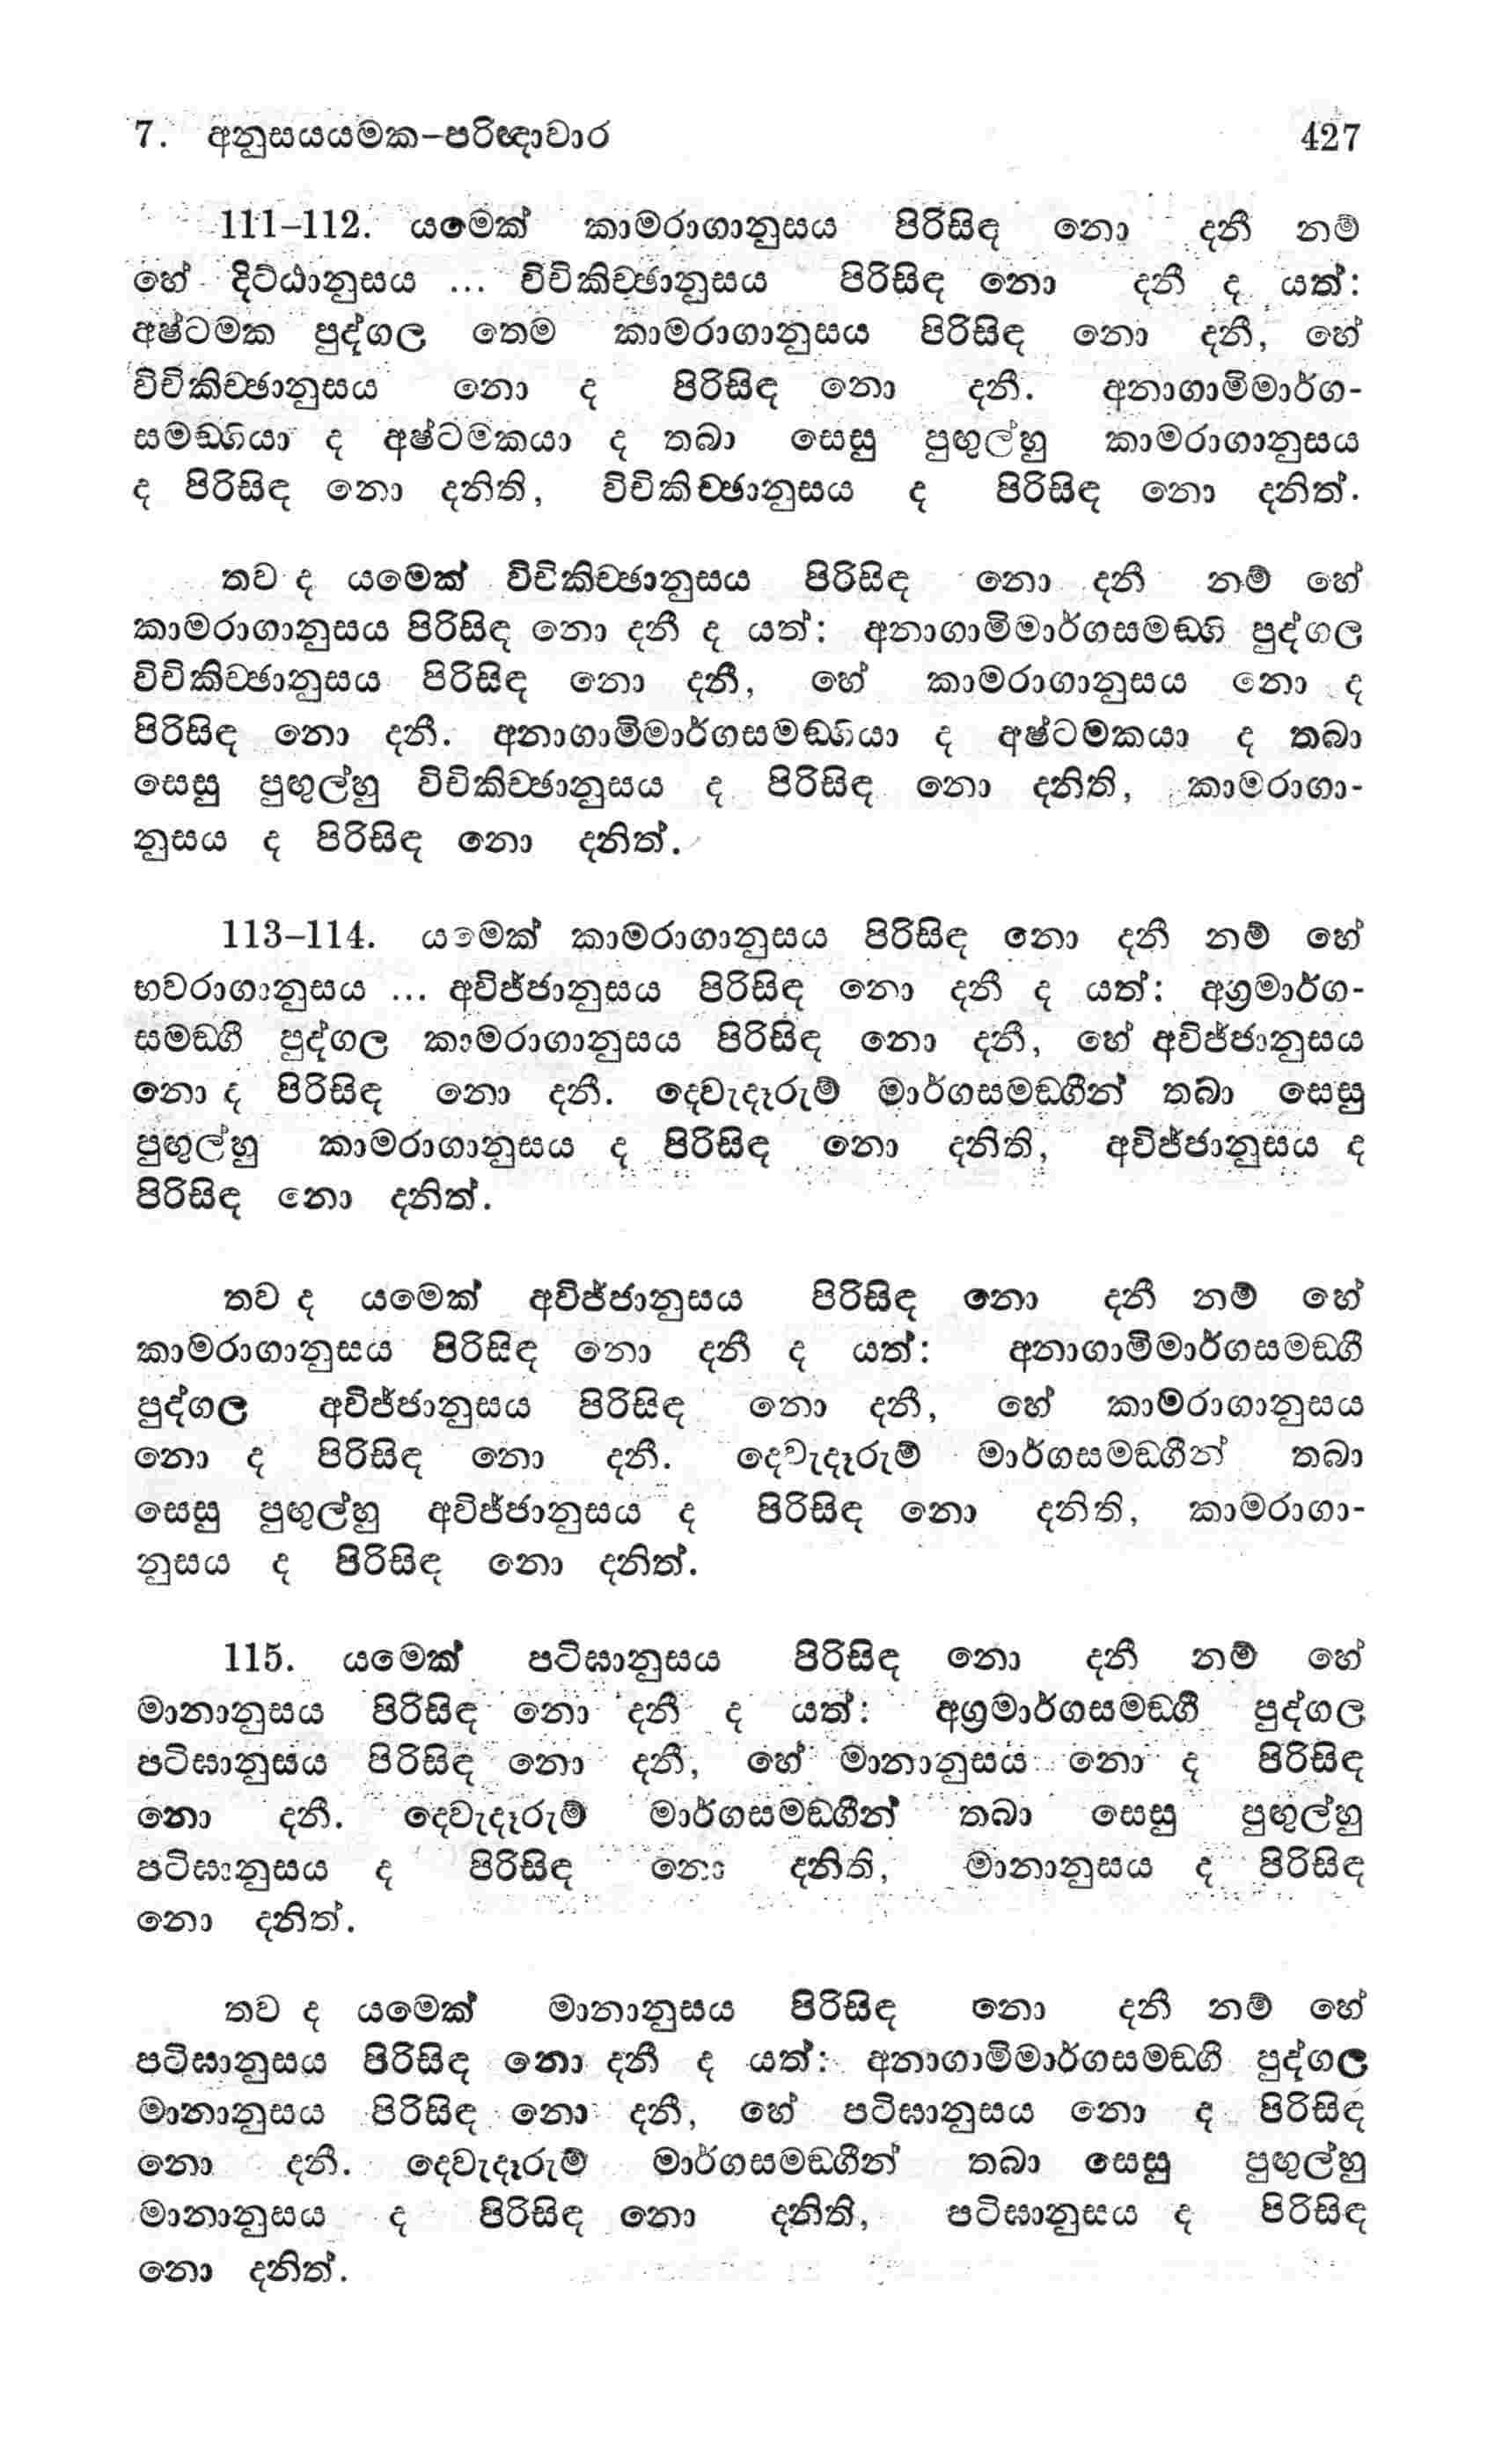 7. අනුසයයමක-පරිඥාවාර 427
111-112. යමෙක් කාමරාගානුසය පිරිසිඳ නො දනී නම්
හේ දිට්ඨානුසය ... විචිකිච්ඡානුසය පිරිසිඳ නො දනී ද යත්:
අෂ්ටමක පුද්ගල තෙම කාමරාගානුසය පිරිසිඳ නො දනී, හේ
විචිකිච්ඡානුසය නො ද පිරිසිඳ නො දනී. අනාගාමිමාර්ග-
සමඞ්ගියා ද අෂ්ටමකයා ද තබා සෙසු පුඟුල්හු කාමරාගානුසය
ද පිරිසිඳ නො දනිති, විචිකිච්ඡානුසය ද පිරිසිඳ නො දනිත්.
තව ද යමෙක් විචිකිච්ඡානුසය පිරිසිඳ නො දනී නම් හේ
කාමරාගානුසය පිරිසිඳ නො දනී ද යත්: අනාගාමිමාර්ගසමඞ්ගි පුද්ගල
විචිකිච්ඡානුසය පිරිසිඳ නො දනී, හේ කාමරාගානුසය නො ද
පිරිසිඳ නො දනී. අනාගාමිමාර්ගසමඞ්ගියා ද අෂ්ටමකයා ද තබා
සෙසු පුඟුල්හු විචිකිච්ඡානුසය ද පිරිසිඳ නො දනිති, කාමරාගා-
නුසය ද පිරිසිඳ නො දනිත්.
113-114. යමෙක් කාමරාගානුසය පිරිසිඳ නො දනී නම් හේ
භවරාගානුසය ... අවිජ්ජානුසය පිරිසිඳ නො දනී ද යත්: අග්‍රමාර්ග-
සමඞ්ගී පුද්ගල කාමරාගානුසය පිරිසිඳ නො දනී, හේ අවිජ්ජානුසය
නො ද පිරිසිඳ නො දනී. දෙවැදෑරුම් මාර්ගසමඞ්ගීන් තබා සෙසු
පුඟුල්හු කාමරාගානුසය ද පිරිසිඳ නො දනිති, අවිජ්ජානුසය ද
පිරිසිඳ නො දනිත්.
තව ද යමෙක් අවිජ්ජානුසය පිරිසිඳ නො දනී නම් හේ
කාමරාගානුසය පිරිසිඳ නො දනී ද යත්: අනාගාමිමාර්ගසමඞ්ගී
පුද්ගල අවිජ්ජානුසය පිරිසිඳ නො දනී, හේ කාමරාගානුසය
නො ද පිරිසිඳ නො දනී. දෙවැදෑරුම් මාර්ගසමඞ්ගීන් තබා
සෙසු පුඟුල්හු අවිජ්ජානුසය ද පිරිසිඳ නො දනිති, කාමරාගා-
නුසය ද පිරිසිඳ නො දනිත්.
115. යමෙක් පටිඝානුසය පිරිසිඳ නො දනී නම් හේ
මානානුසය පිරිසිඳ නො දනී ද යත්: අග්‍රමාර්ගසමඞ්ගී පුද්ගල
පටිඝානුසය පිරිසිඳ නො දනී, හේ මානානුසය නො ද පිරිසිඳ
නො දනී. දෙවැදෑරුම් මාර්ගසමඞ්ගීන් තබා සෙසු පුඟුල්හු
පටිඝානුසය ද පිරිසිඳ නො දනිති, මානානුසය ද පිරිසිඳ
නො දනිත්.
තව ද යමෙක් මානානුසය පිරිසිඳ නො දනී නම් හේ
පටිඝානුසය පිරිසිඳ නො දනී ද යත්: අනාගාමිමාර්ගසමඞ්ගී පුද්ගල
මානානුසය පිරිසිඳ නො දනී, හේ පටිඝානුසය නො ද පිරිසිඳ
නො දනී. දෙවැදෑරුම් මාර්ගසමඞ්ගීන් තබා සෙසු පුඟුල්හු
මානානුසය ද පිරිසිඳ නො දනිති, පටිඝානුසය ද පිරිසිඳ
නො දනිත්.